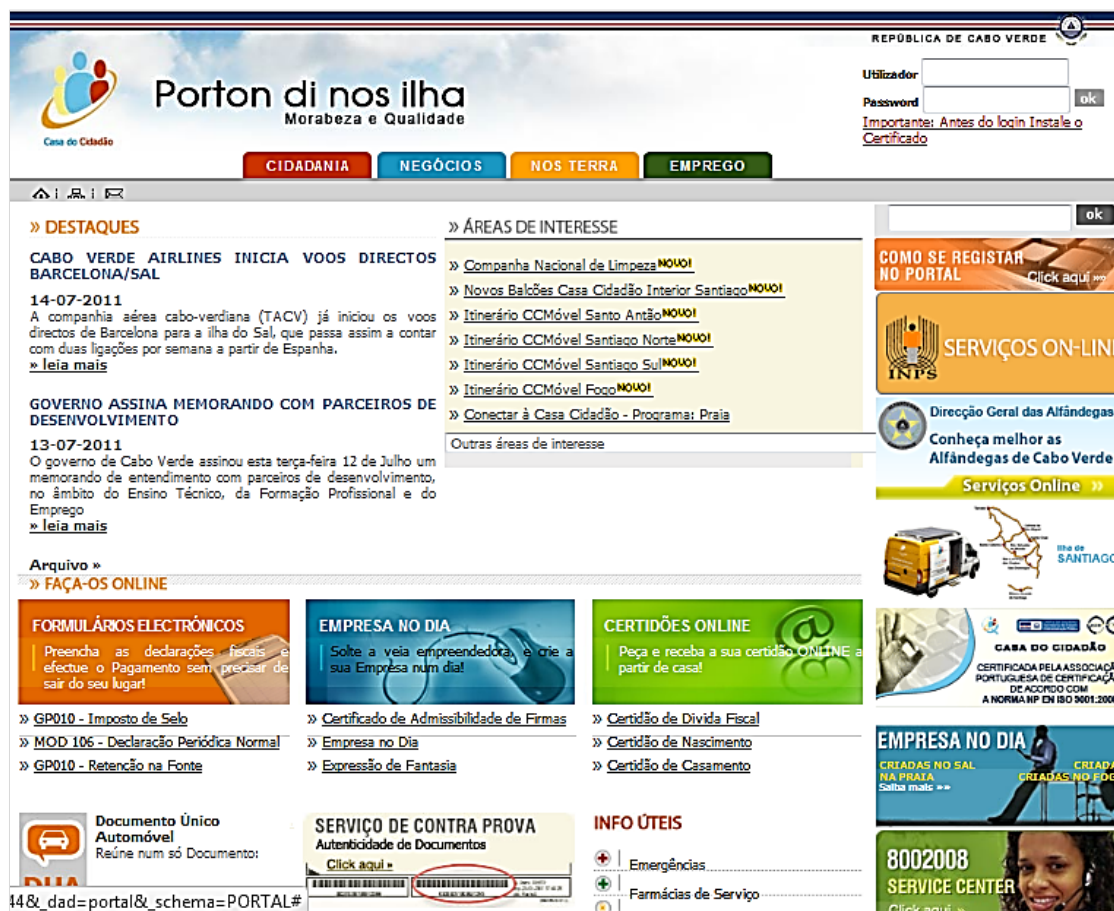 REPÚBLICA DE CABO VERDE
Casa do Cidadão
Porton di nos ilha
Morabeza e Qualidade
Utilizador
Password
ok
Importante: Antes do login Instale o
Certificado
CIDADANIA
NEGÓCIOS
NOS TERRA
EMPREGO
» DESTAQUES
CABO VERDE AIRLINES INICIA VOOS DIRECTOS
BARCELONA/SAL
14-07-2011
A companhia aérea cabo-verdiana (TACV) já iniciou os voos
directos de Barcelona para a ilha do Sal, que passa assim a contar
com duas ligações por semana a partir de Espanha.
» leia mais
GOVERNO ASSINA MEMORANDO COM PARCEIROS DE
DESENVOLVIMENTO
13-07-2011
O governo de Cabo Verde assinou esta terça-feira 12 de Julho um
memorando de entendimento com parceiros de desenvolvimento,
no âmbito do Ensino Técnico, da Formação Profissional e do
Emprego
» leia mais
Arquivo »
» ÁREAS DE INTERESSE
» Companha Nacional de Limpeza NOVO!
» Novos Balcões Casa Cidadão Interior Santiago NOVO!
» Itinerário CCMóvel Santo Antão NOVO!
» Itinerário CCMóvel Santiago Norte NOVO!
» Itinerário CCMóvel Santiago Sul NOVO!
» Itinerário CCMóvel Fogo NOVO!
» Conectar à Casa Cidadão - Programa: Praia
Outras áreas de interesse
ok
COMO SE REGISTAR
NO PORTAL
Click aqui »»
INPS
SERVIÇOS ON-LINE
Direcção Geral das Alfândegas
Conheça melhor as
Alfândegas de Cabo Verde
Serviços Online »
Ilha de
SANTIAGO
CASA DO CIDADÃO
CERTIFICADA PELA ASSOCIAÇÃ
PORTUGUESA DE CERTIFICAÇÃ
DE ACORDO COM
A NORMA NP EN ISO 9001:2008
EMPRESA NO DIA
CRIADAS NO SAL
NA PRAIA
Saiba mais »»
CRIADA
CRIADAS NO FOG
8002008
SERVICE CENTER
Click aqui »
» FAÇA-OS ONLINE
FORMULÁRIOS ELECTRÓNICOS
Preencha as declarações fiscais e
efectue o Pagamento sem precisar de
sair do seu lugar!
» GP010 - Imposto de Selo
» MOD 106 - Declaração Periódica Normal
» GP010 - Retenção na Fonte
EMPRESA NO DIA
Solte a veia empreendedora, e crie a
sua Empresa num dia!
» Certificado de Admissibilidade de Firmas
» Empresa no Dia
» Expressão de Fantasia
CERTIDÕES ONLINE
Peça e receba a sua certidão ONLINE a
partir de casa!
» Certidão de Divida Fiscal
» Certidão de Nascimento
» Certidão de Casamento
Documento Único
Automóvel
Reúne num só Documento:
DUA
SERVIÇO DE CONTRA PROVA
Autenticidade de Documentos
Click aqui »
INFO ÚTEIS
Emergências
Farmácias de Serviço
44&_dad=portal&_schema=PORTAL#